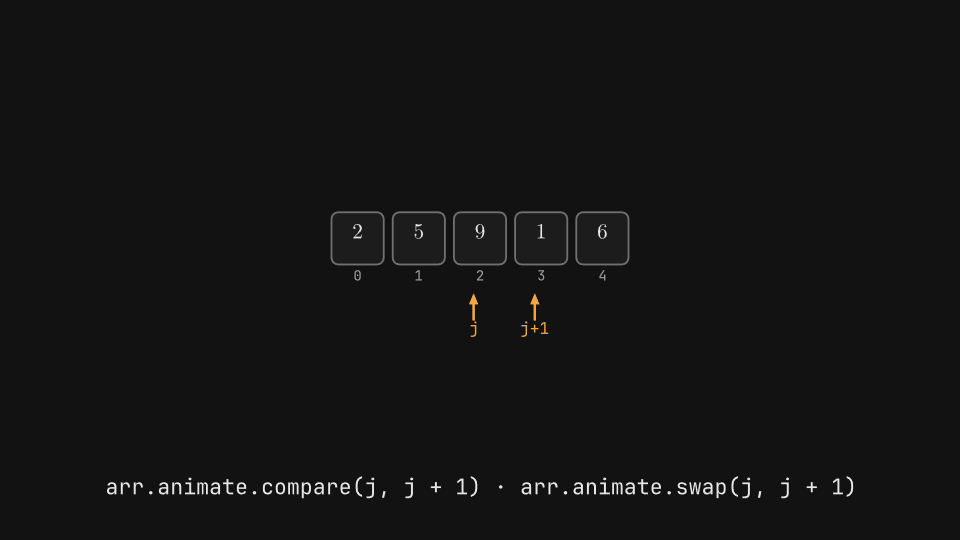 2 5 9 1 6
0 1 2 3 4
j j+1
arr.animate.compare(j, j + 1) · arr.animate.swap(j, j + 1)